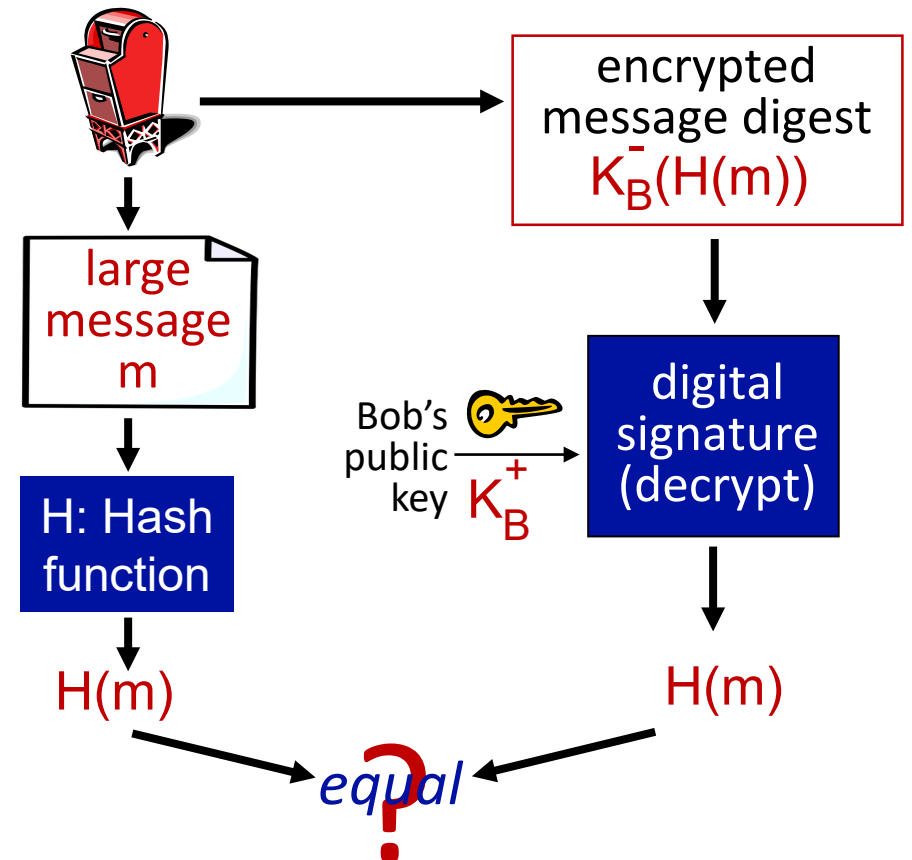 encrypted
message digest
K_B^-(H(m))
large
message
m
Bob's
public
key K_B^+
digital
signature
(decrypt)
H: Hash
function
H(m)
H(m)
equal
?